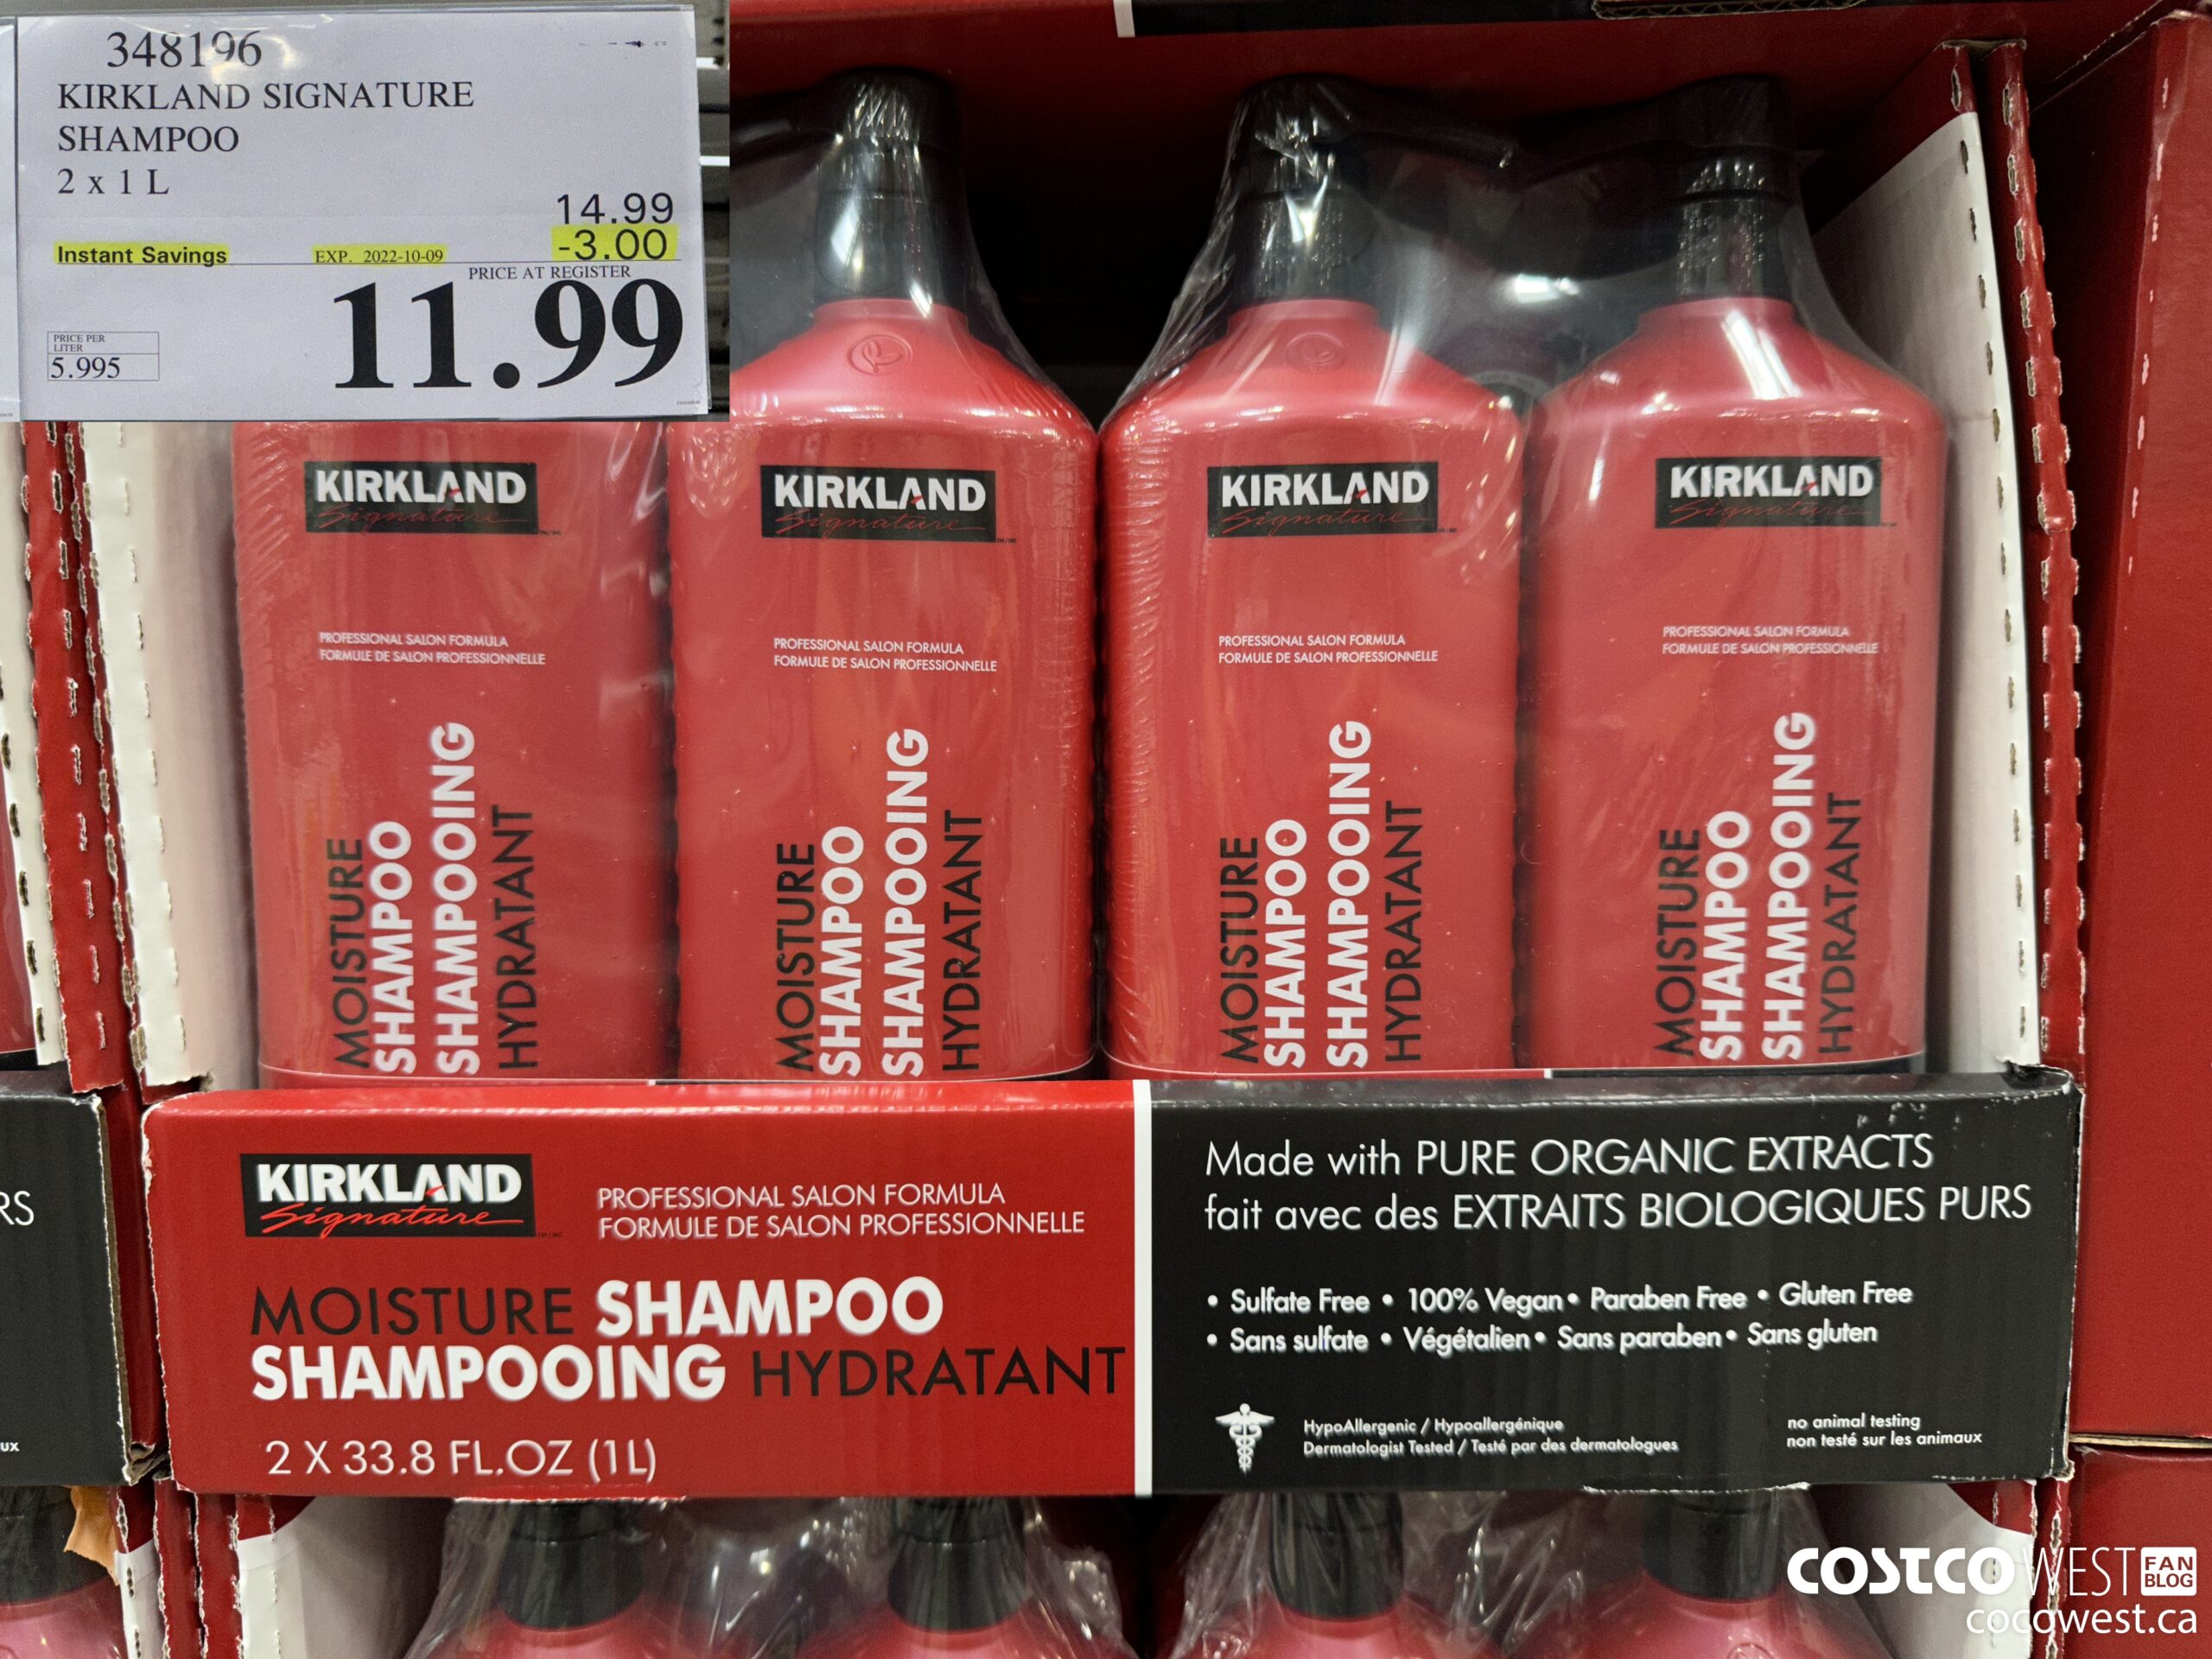 348196
KIRKLAND SIGNATURE
SHAMPOO
2 x 1 L
14.99
Instant Savings EXP. 2022-10-09 -3.00
PRICE AT REGISTER
11.99
PRICE PER
LITER
5.995
KIRKLAND
Signature
PROFESSIONAL SALON FORMULA
FORMULE DE SALON PROFESSIONNELLE
MOISTURE
SHAMPOO
SHAMPOOING
HYDRATANT
KIRKLAND
Signature
PROFESSIONAL SALON FORMULA
FORMULE DE SALON PROFESSIONNELLE
MOISTURE
SHAMPOO
SHAMPOOING
HYDRATANT
KIRKLAND
Signature
PROFESSIONAL SALON FORMULA
FORMULE DE SALON PROFESSIONNELLE
MOISTURE
SHAMPOO
SHAMPOOING
HYDRATANT
KIRKLAND
Signature
PROFESSIONAL SALON FORMULA
FORMULE DE SALON PROFESSIONNELLE
MOISTURE
SHAMPOO
SHAMPOOING
HYDRATANT
RS
UX
KIRKLAND
Signature
PROFESSIONAL SALON FORMULA
FORMULE DE SALON PROFESSIONNELLE
MOISTURE SHAMPOO
SHAMPOOING HYDRATANT
2 X 33.8 FL.OZ (1L)
Made with PURE ORGANIC EXTRACTS
fait avec des EXTRAITS BIOLOGIQUES PURS
• Sulfate Free • 100% Vegan • Paraben Free • Gluten Free
• Sans sulfate • Végétalien • Sans paraben • Sans gluten
HypoAllergenic / Hypoallergénique
Dermatologist Tested / Testé par des dermatologues
no animal testing
non testé sur les animaux
COSTCO WEST FAN BLOG
cocowest.ca